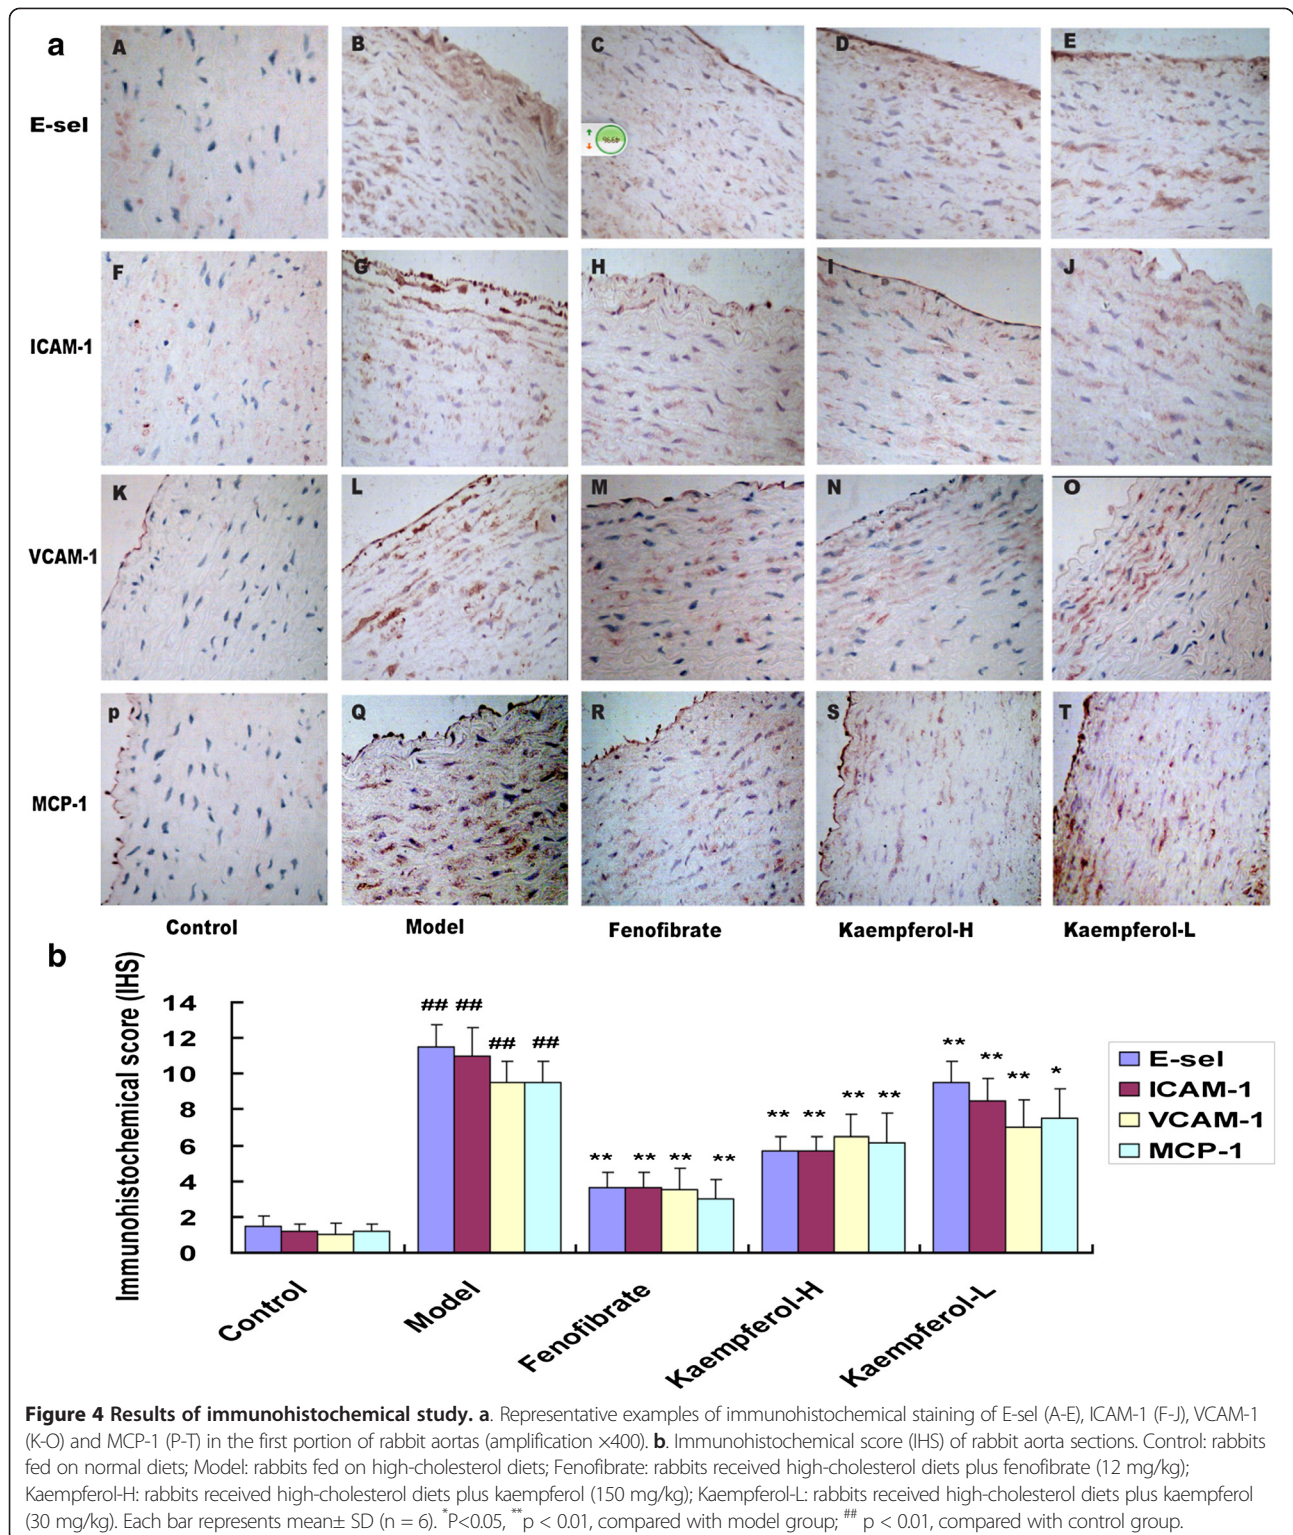 a
A B C D E
E-sel
49%
F G H I J
ICAM-1
K L M N O
VCAM-1
P Q R S T
MCP-1
Control Model Fenofibrate Kaempferol-H Kaempferol-L
b
Immunohistochemical score (IHS)
14
12
10
8
6
4
2
0
## ## ## ##
** ** ** **
** ** ** **
** ** ** *
E-sel
ICAM-1
VCAM-1
MCP-1
Control Model Fenofibrate Kaempferol-H Kaempferol-L
Figure 4 Results of immunohistochemical study. a. Representative examples of immunohistochemical staining of E-sel (A-E), ICAM-1 (F-J), VCAM-1
(K-O) and MCP-1 (P-T) in the first portion of rabbit aortas (amplification ×400). b. Immunohistochemical score (IHS) of rabbit aorta sections. Control: rabbits
fed on normal diets; Model: rabbits fed on high-cholesterol diets; Fenofibrate: rabbits received high-cholesterol diets plus fenofibrate (12 mg/kg);
Kaempferol-H: rabbits received high-cholesterol diets plus kaempferol (150 mg/kg); Kaempferol-L: rabbits received high-cholesterol diets plus kaempferol
(30 mg/kg). Each bar represents mean± SD (n = 6). *P<0.05, **p < 0.01, compared with model group; ## p < 0.01, compared with control group.